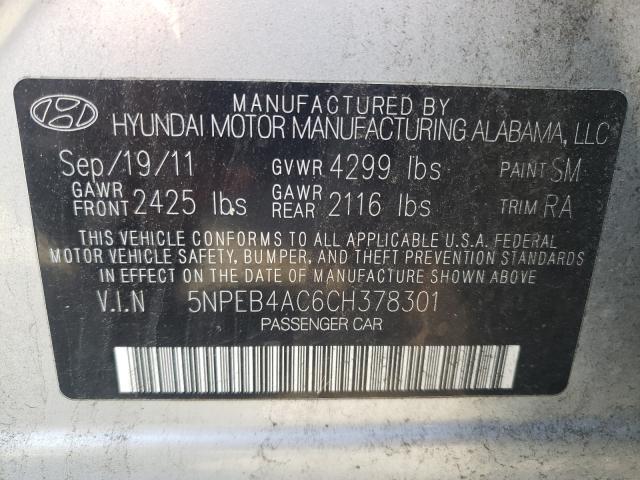 MANUFACTURED BY
HYUNDAI MOTOR MANUFACTURING ALABAMA, LLC
Sep/19/11 GVWR 4299 lbs PAINT SM
GAWR FRONT 2425 lbs GAWR REAR 2116 lbs TRIM RA
THIS VEHICLE CONFORMS TO ALL APPLICABLE U.S.A. FEDERAL
MOTOR VEHICLE SAFETY, BUMPER, AND THEFT PREVENTION STANDARDS
IN EFFECT ON THE DATE OF MANUFACTURE SHOWN ABOVE.
V.I.N 5NPEB4AC6CH378301
PASSENGER CAR